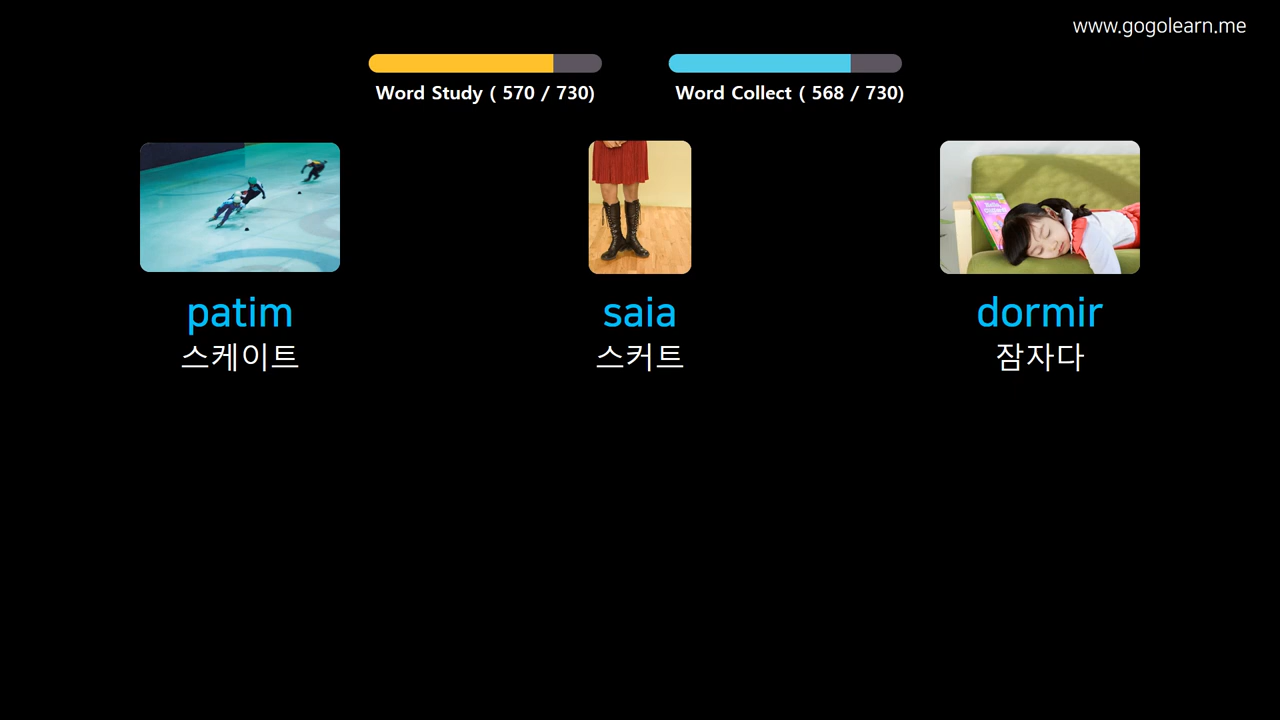 www.gogolearn.me
Word Study ( 570 / 730)
Word Collect ( 568 / 730)
patim
스케이트
saia
스커트
dormir
잠자다